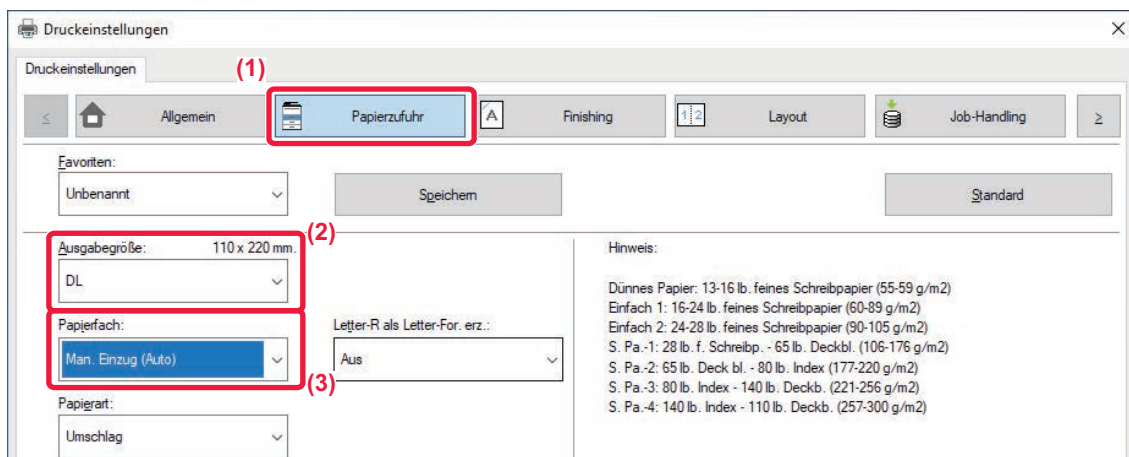 Druckeinstellungen
Druckeinstellungen
(1)
< Allgemein Papierzufuhr A Finishing 1 2 Layout Job-Handling >
Favoriten:
Unbenannt Speichern Standard
Ausgabegröße: 110 x 220 mm. (2)
DL
Papierfach:
Man. Einzug (Auto)
(3)
Papierart:
Umschlag
Letter-R als Letter-For. erz.:
Aus
Hinweis:
Dünnes Papier: 13-16 lb. feines Schreibpapier (55-59 g/m2)
Einfach 1: 16-24 lb. feines Schreibpapier (60-89 g/m2)
Einfach 2: 24-28 lb. feines Schreibpapier (90-105 g/m2)
S. Pa.-1: 28 lb. f. Schreibp. - 65 lb. Deckbl. (106-176 g/m2)
S. Pa.-2: 65 lb. Deck bl. - 80 lb. Index (177-220 g/m2)
S. Pa.-3: 80 lb. Index - 140 lb. Deckb. (221-256 g/m2)
S. Pa.-4: 140 lb. Index - 110 lb. Deckb. (257-300 g/m2)